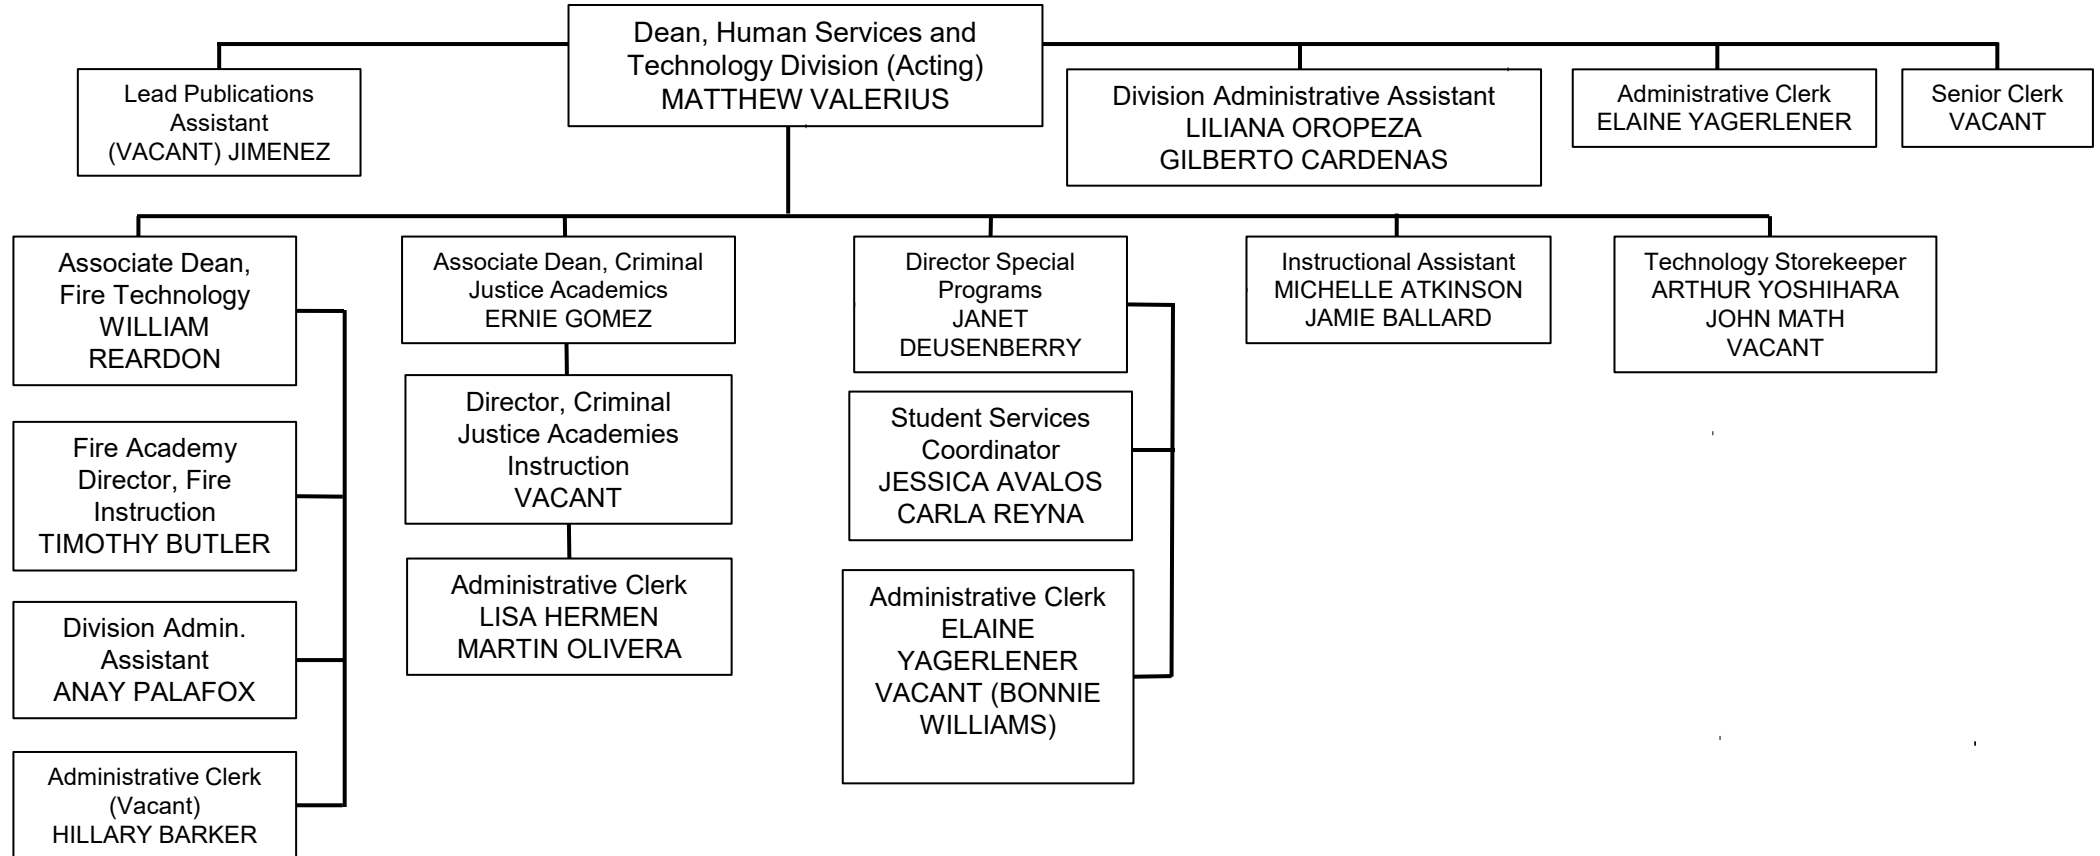 Dean, Human Services and
Technology Division (Acting)
MATTHEW VALERIUS
Lead Publications
Assistant
(VACANT) JIMENEZ
Division Administrative Assistant
LILIANA OROPEZA
GILBERTO CARDENAS
Administrative Clerk
ELAINE YAGERLENER
Senior Clerk
VACANT
Associate Dean,
Fire Technology
WILLIAM
REARDON
Fire Academy
Director, Fire
Instruction
TIMOTHY BUTLER
Division Admin.
Assistant
ANAY PALAFOX
Administrative Clerk
(Vacant)
HILLARY BARKER
Associate Dean, Criminal
Justice Academics
ERNIE GOMEZ
Director, Criminal
Justice Academies
Instruction
VACANT
Administrative Clerk
LISA HERMEN
MARTIN OLIVERA
Director Special
Programs
JANET
DEUSENBERRY
Student Services
Coordinator
JESSICA AVALOS
CARLA REYNA
Administrative Clerk
ELAINE
YAGERLENER
VACANT (BONNIE
WILLIAMS)
Instructional Assistant
MICHELLE ATKINSON
JAMIE BALLARD
Technology Storekeeper
ARTHUR YOSHIHARA
JOHN MATH
VACANT